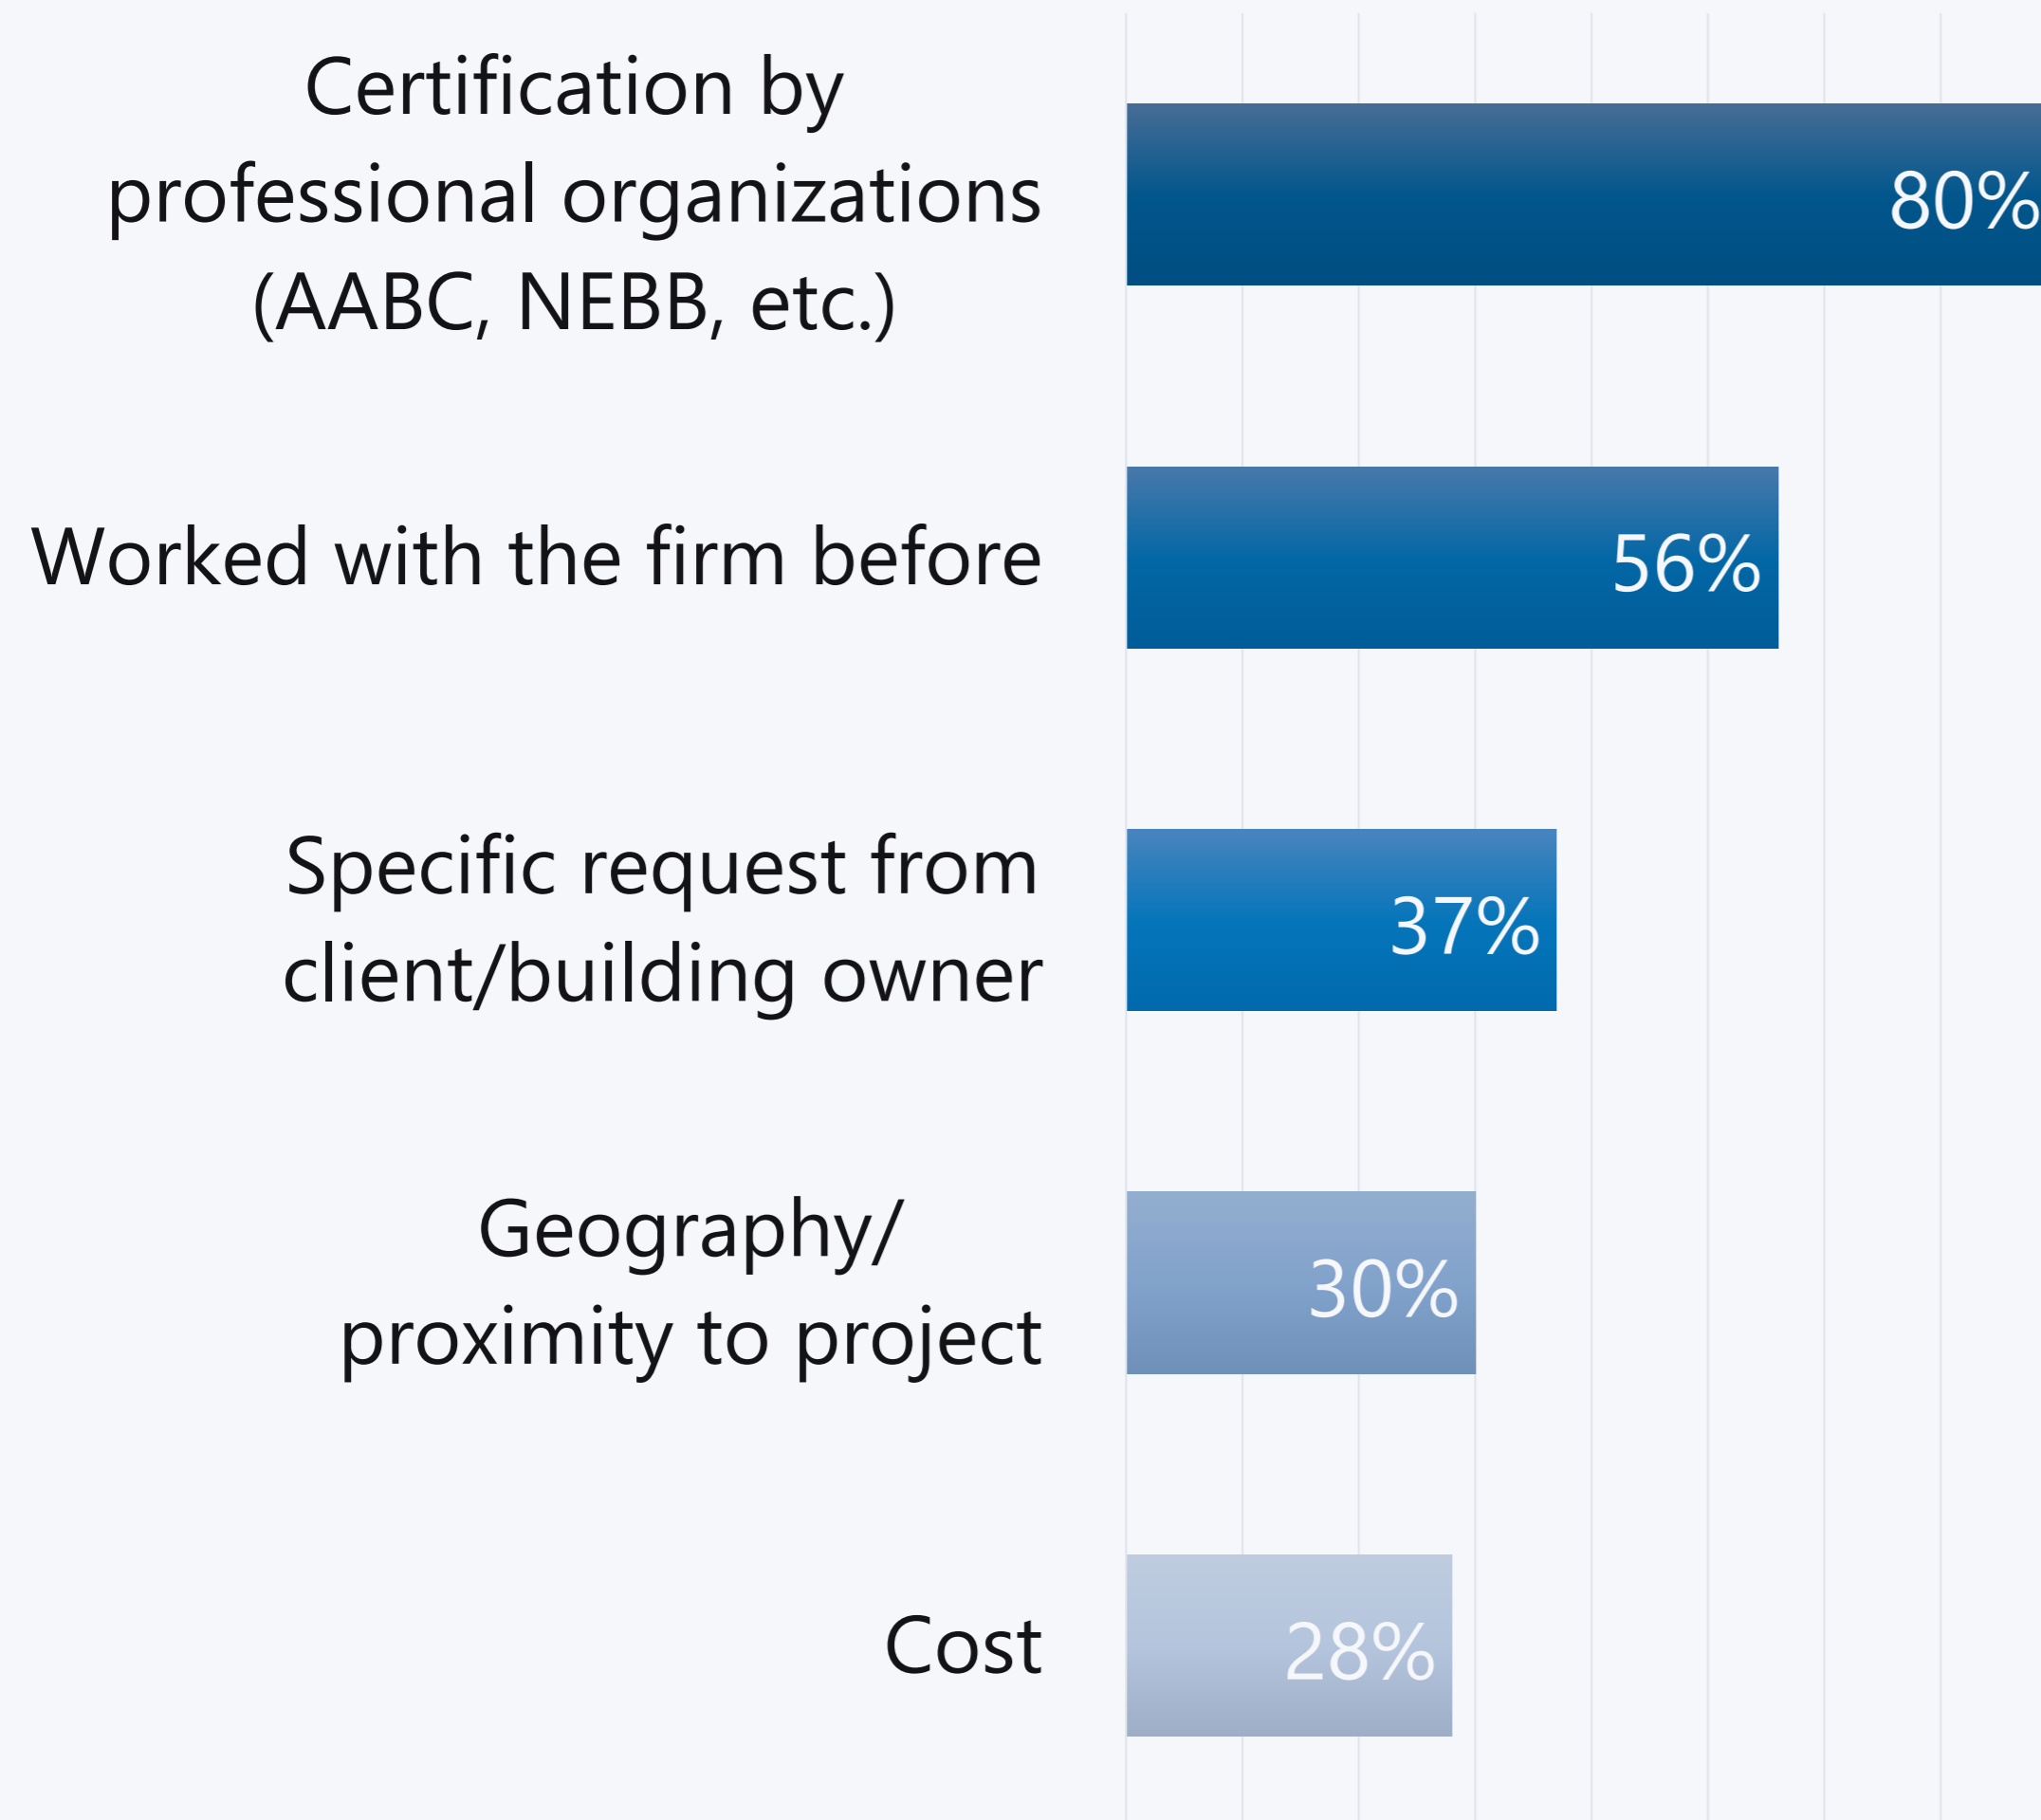 Certification by
professional organizations
(AABC, NEBB, etc.)
80%
Worked with the firm before
56%
Specific request from
client/building owner
37%
Geography/
proximity to project
30%
Cost
28%